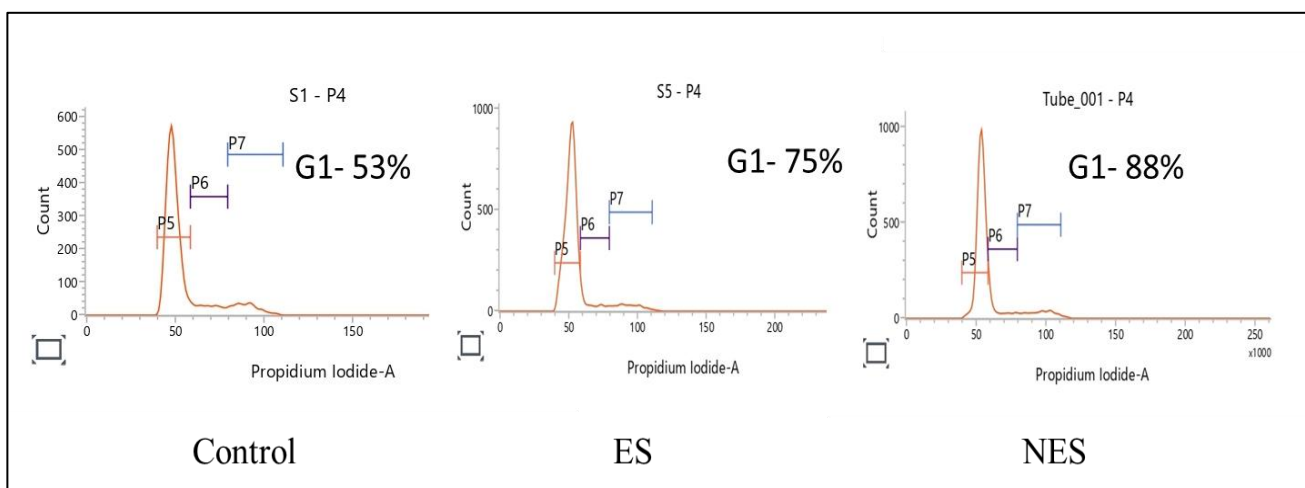 S1 - P4
600
500
400
300
200
100
0
Count
P5
P6
P7
G1- 53%
0
50
100
150
Propidium Iodide-A
Control
S5 - P4
1000
500
0
Count
P5
P6
P7
G1- 75%
0
50
100
150
200
Propidium Iodide-A
ES
Tube_001 - P4
1000
500
0
Count
P5
P6
P7
G1- 88%
0
50
100
150
200
250
x1000
Propidium Iodide-A
NES